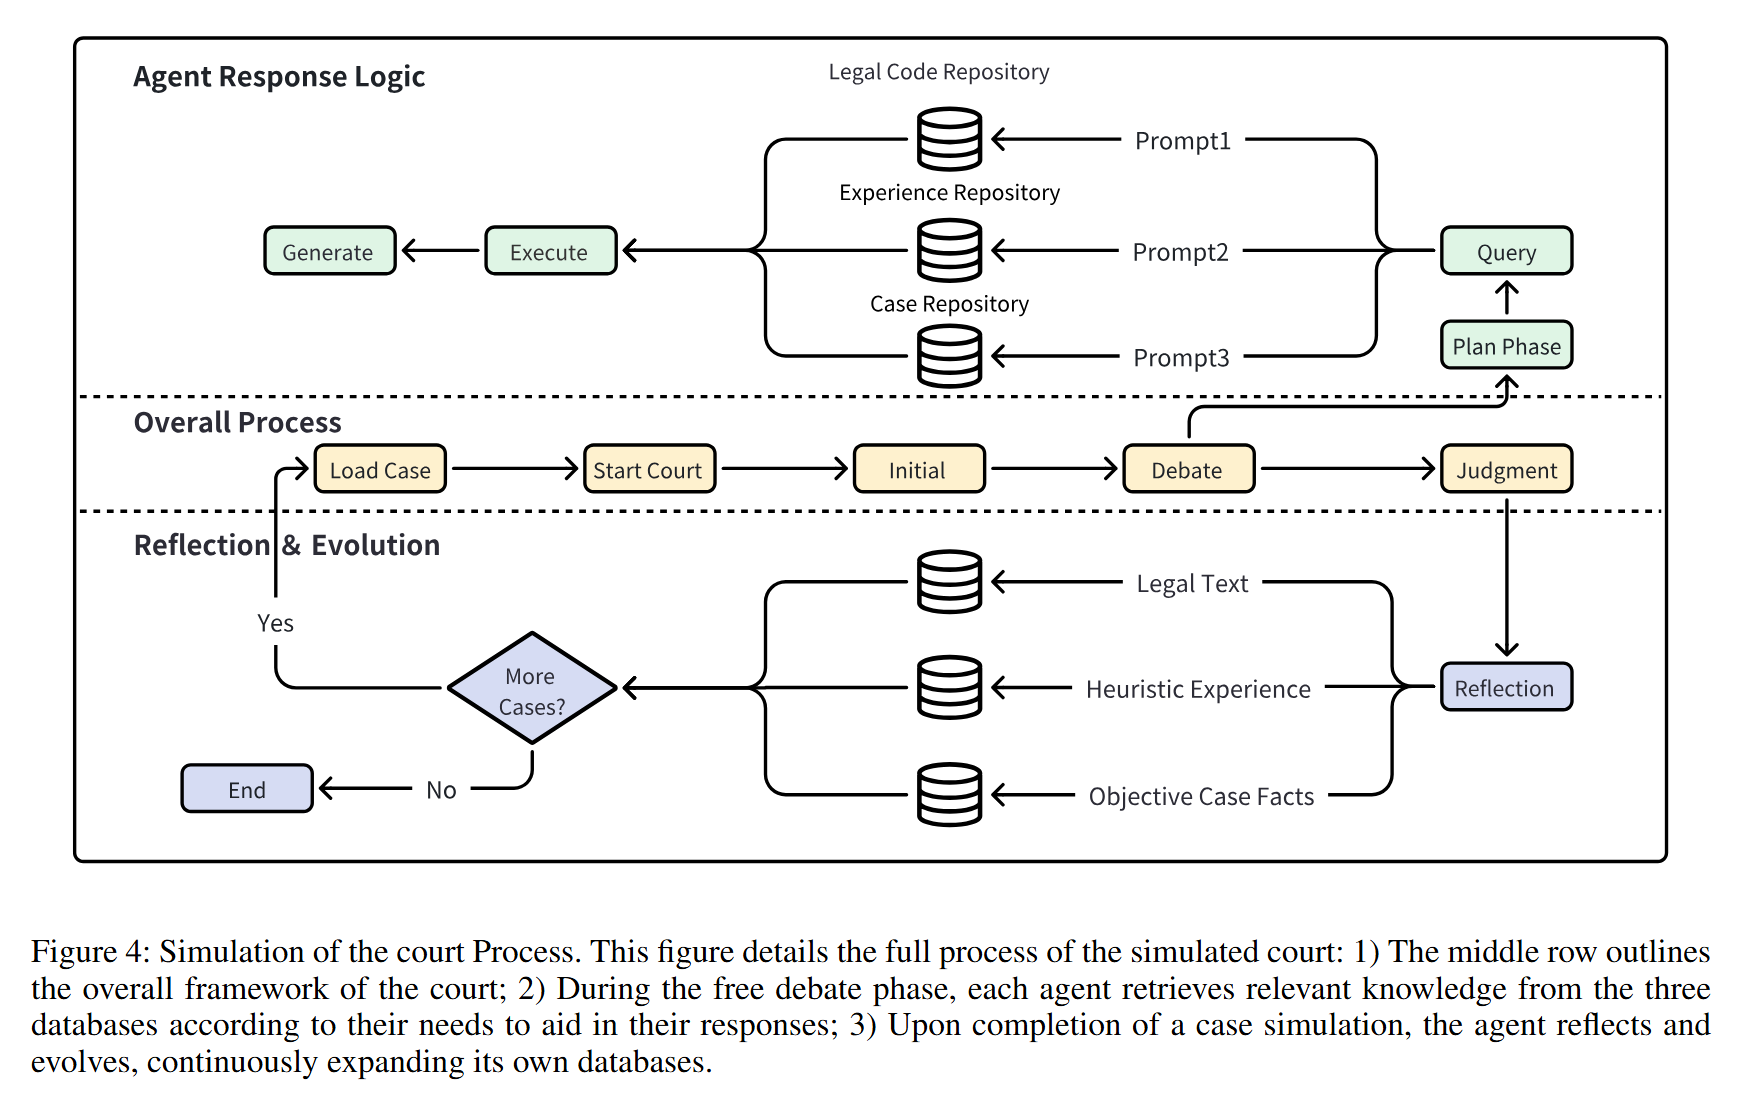 Agent Response Logic
Legal Code Repository
Prompt1
Experience Repository
Generate
Execute
Prompt2
Query
Case Repository
Prompt3
Plan Phase
Overall Process
Load Case
Start Court
Initial
Debate
Judgment
Reflection & Evolution
Legal Text
Yes
More
Cases?
Heuristic Experience
Reflection
End
No
Objective Case Facts
Figure 4: Simulation of the court Process. This figure details the full process of the simulated court: 1) The middle row outlines
the overall framework of the court; 2) During the free debate phase, each agent retrieves relevant knowledge from the three
databases according to their needs to aid in their responses; 3) Upon completion of a case simulation, the agent reflects and
evolves, continuously expanding its own databases.